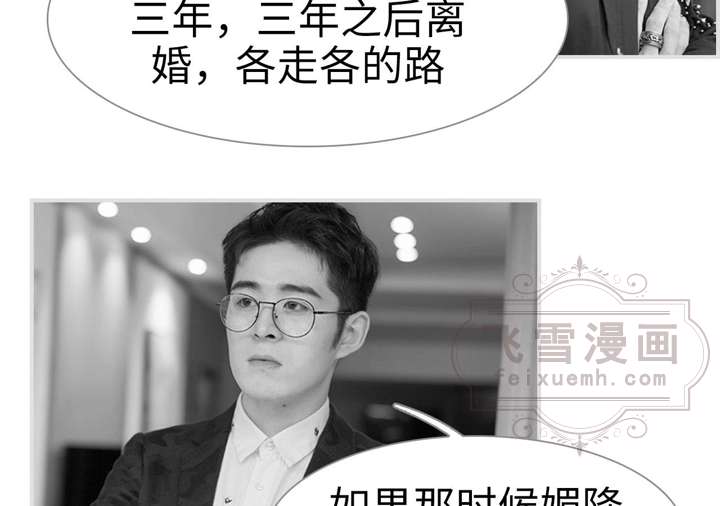 三年，三年之后离
婚，各走各的路
飞雪漫画
feixuemh.com
如果那时候媚隆